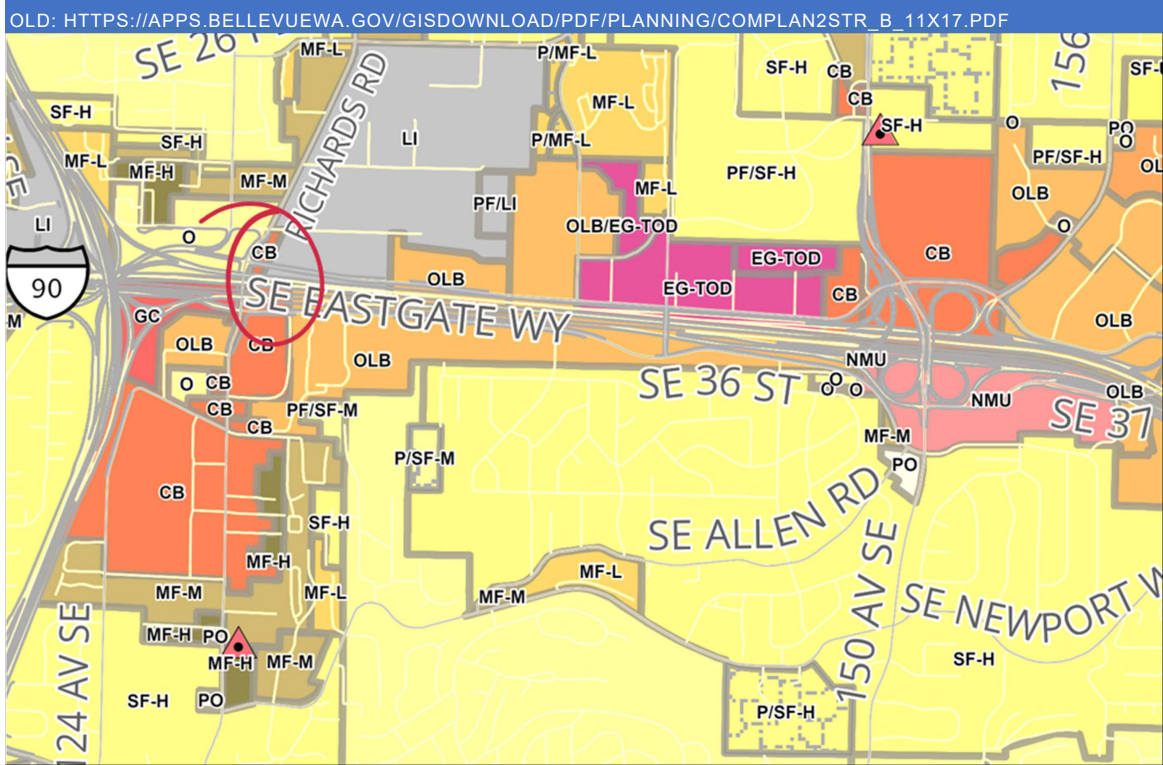 OLD: HTTPS://APPS.BELLEVUEWA.GOV/GISDOWNLOAD/PDF/PLANNING/COMPLAN2STR_B_11X17.PDF
SE 26
MF-L
RICHARDS RD
P/MF-L
SF-H
CB
156
SF-
CB
MF-L
SF-H
SF-H
O
PO
O
LI
P/MF-L
SF-H
MF-L
MF-H
MF-M
PF/SF-H
PF/SF-H
OL
MF-L
OLB
PF/LI
LI
O
OLB/EG-TOD
O
CB
CB
EG-TOD
90
OLB
EG-TOD
CB
SE EASTGATE WY
M
GC
OLB
OLB
CB
OLB
NMU
SE 36 ST
O
CB
O
O
O
NMU
OLB
CB
PF/SF-M
SE 37
CB
MF-M
P/SF-M
PO
CB
SE ALLEN RD
SF-H
MF-H
MF-L
150 AV SE
MF-M
MF-L
MF-M
SE NEWPORT W
124 AV SE
MF-H
PO
MF-H
MF-M
SF-H
SF-H
PO
P/SF-H